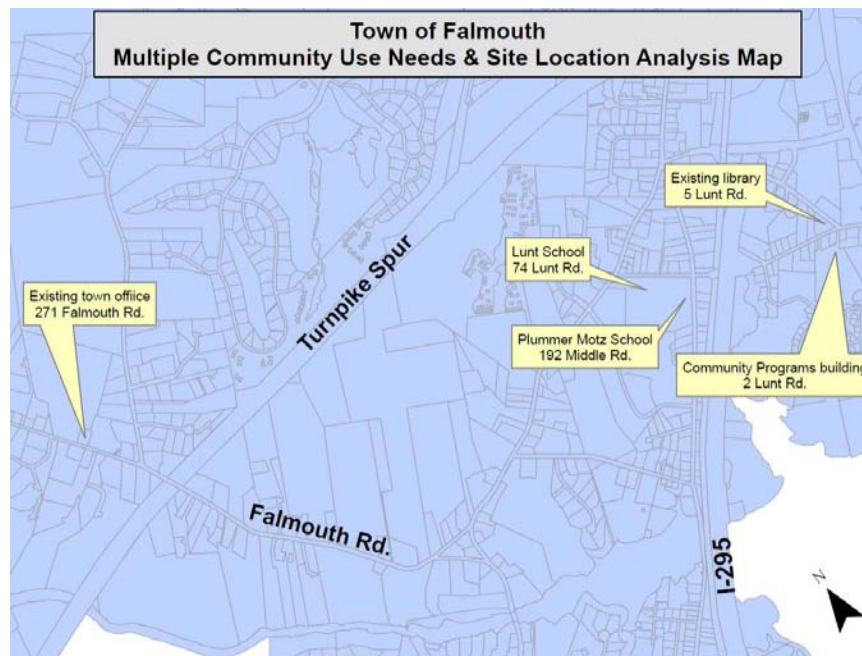 Town of Falmouth
Multiple Community Use Needs & Site Location Analysis Map
Existing library
5 Lunt Rd.
Lunt School
74 Lunt Rd.
Existing town offiice
271 Falmouth Rd.
Turnpike Spur
Plummer Motz School
192 Middle Rd.
Community Programs building
2 Lunt Rd.
Falmouth Rd.
I-295
N